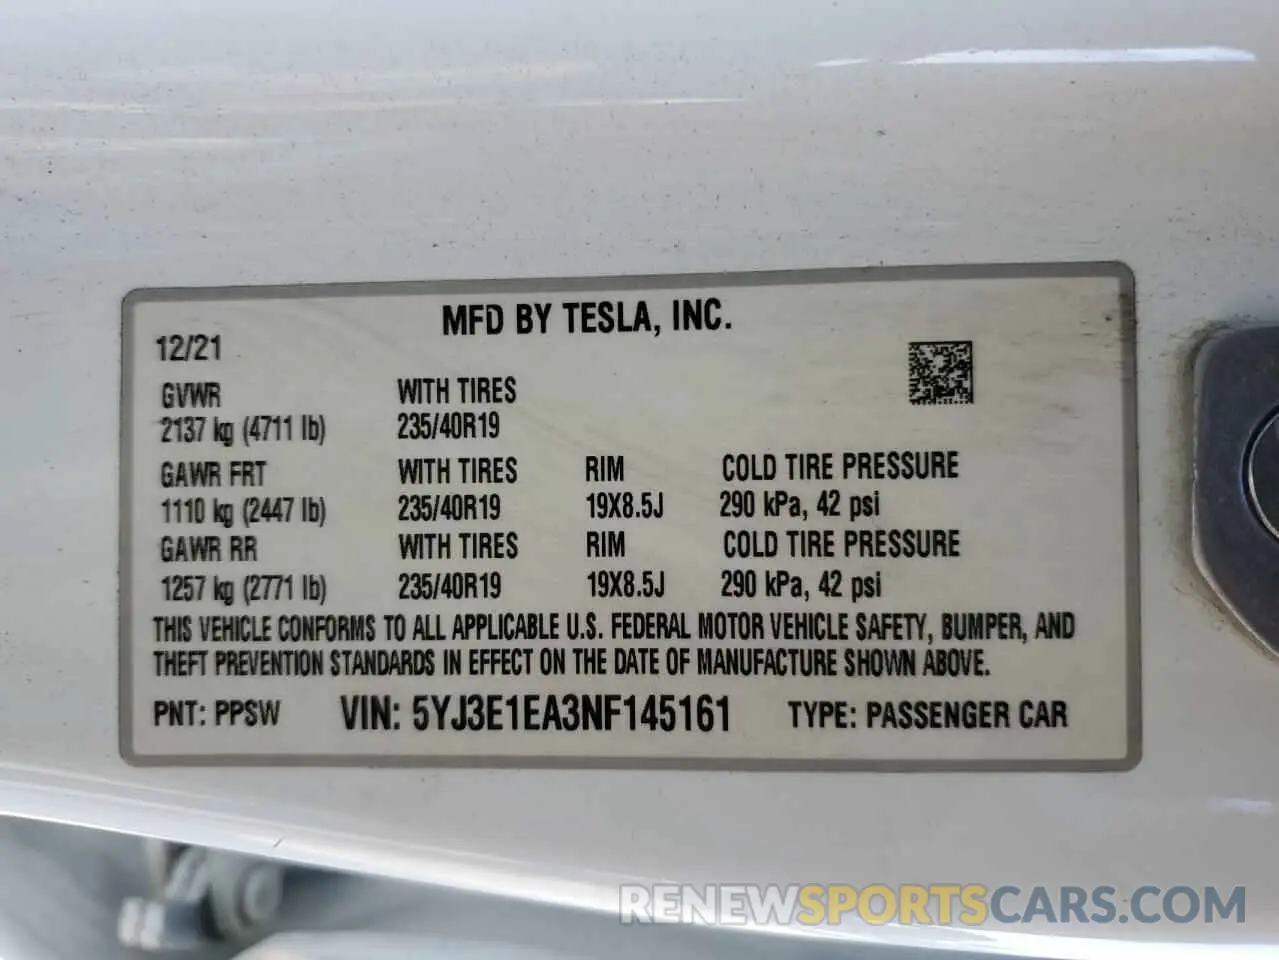 MFD BY TESLA, INC.
12/21
GVWR WITH TIRES
2137 kg (4711 lb) 235/40R19
GAWR FRT WITH TIRES RIM COLD TIRE PRESSURE
1110 kg (2447 lb) 235/40R19 19X8.5J 290 kPa, 42 psi
GAWR RR WITH TIRES RIM COLD TIRE PRESSURE
1257 kg (2771 lb) 235/40R19 19X8.5J 290 kPa, 42 psi
THIS VEHICLE CONFORMS TO ALL APPLICABLE U.S. FEDERAL MOTOR VEHICLE SAFETY, BUMPER, AND
THEFT PREVENTION STANDARDS IN EFFECT ON THE DATE OF MANUFACTURE SHOWN ABOVE.
PNT: PPSW VIN: 5YJ3E1EA3NF145161 TYPE: PASSENGER CAR
RENEWSPORTSCARS.COM